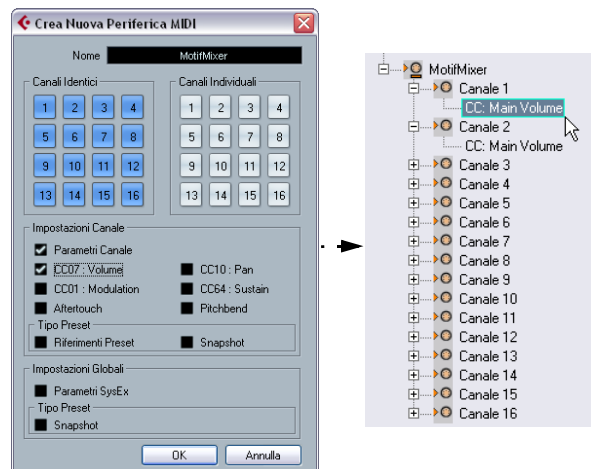 Crea Nuova Periferica MIDI
Nome MotifMixer
Canali Identici
1 2 3 4
5 6 7 8
9 10 11 12
13 14 15 16
Canali Individuali
1 2 3 4
5 6 7 8
9 10 11 12
13 14 15 16
Impostazioni Canale
Parametri Canale
CC07 : Volume CC10 : Pan
CC01 : Modulation CC64 : Sustain
Aftertouch Pitchbend
Tipo Preset
Riferimenti Preset Snapshot
Impostazioni Globali
Parametri SysEx
Tipo Preset
Snapshot
OK Annulla
MotifMixer
Canale 1
CC: Main Volume
Canale 2
CC: Main Volume
Canale 3
Canale 4
Canale 5
Canale 6
Canale 7
Canale 8
Canale 9
Canale 10
Canale 11
Canale 12
Canale 13
Canale 14
Canale 15
Canale 16